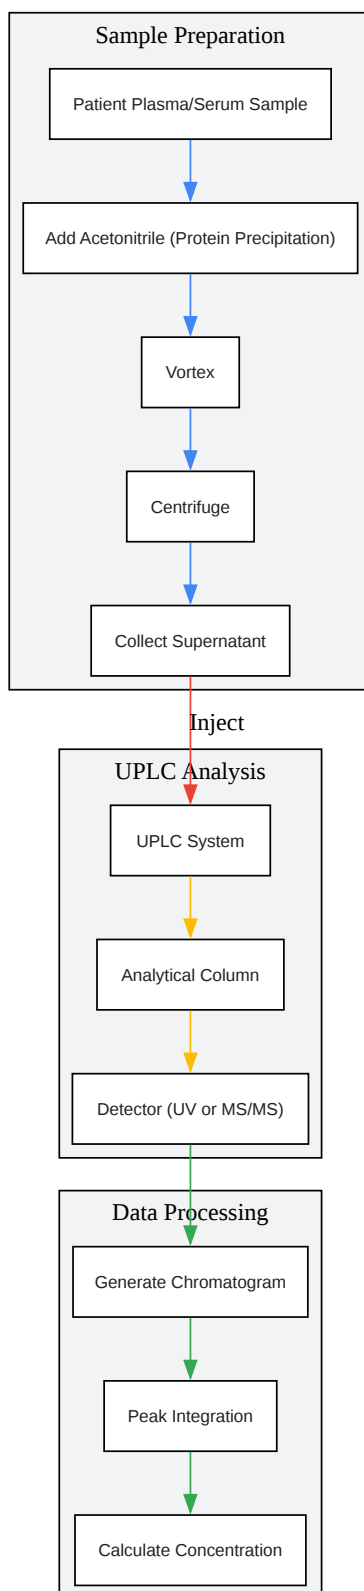 Sample Preparation
Patient Plasma/Serum Sample
Add Acetonitrile (Protein Precipitation)
Vortex
Centrifuge
Collect Supernatant
Inject
UPLC Analysis
UPLC System
Analytical Column
Detector (UV or MS/MS)
Data Processing
Generate Chromatogram
Peak Integration
Calculate Concentration